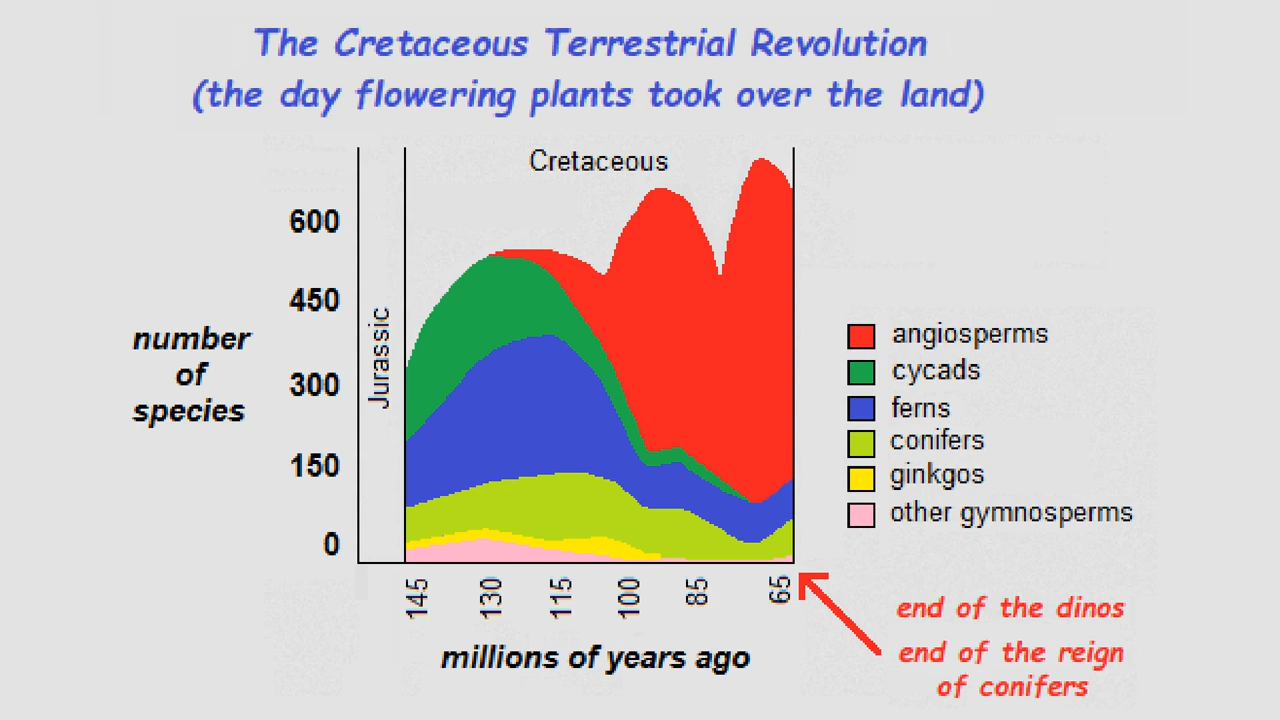 The Cretaceous Terrestrial Revolution
(the day flowering plants took over the land)
Cretaceous
Jurassic
600
450
300
150
0
number
of
species
145
130
115
100
85
65
millions of years ago
angiosperms
cycads
ferns
conifers
ginkgos
other gymnosperms
end of the dinos
end of the reign
of conifers